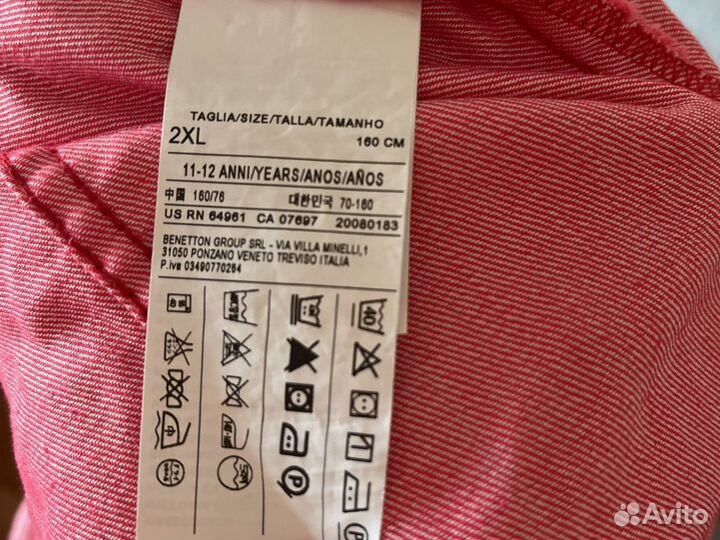 TAGLIA/SIZE/TALLA/TAMANHO
2XL 160 CM
11-12 ANNI/YEARS/ANOS/AÑOS
中国 160/76 대한민국 70-160
US RN 64961 CA 07697 20080183
BENETTON GROUP SRL - VIA VILLA MINELLI,1
31050 PONZANO VENETO TREVISO ITALIA
P.iva 03490770264
40
P
P
中
Avito